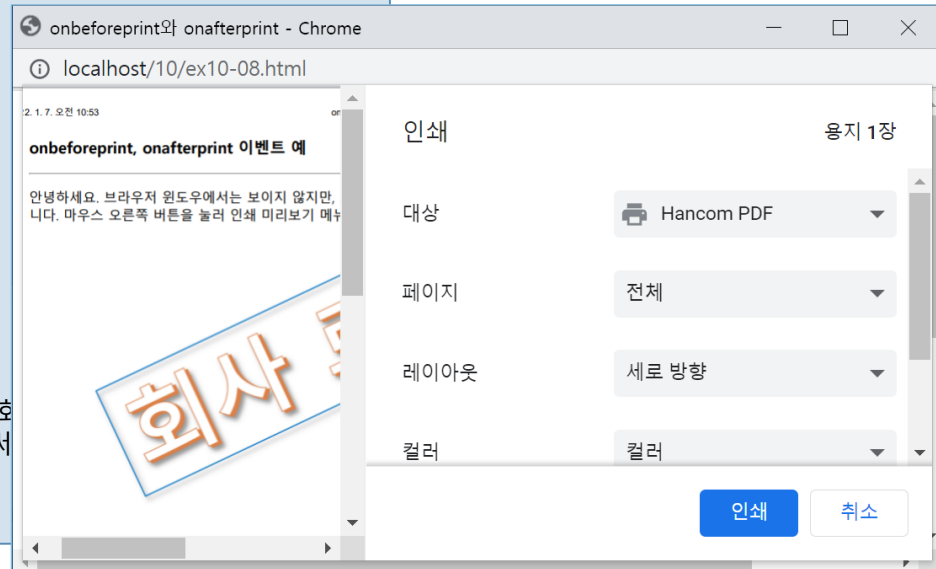 onbeforeprint와 onafterprint - Chrome
localhost/10/ex10-08.html
2. 1. 7. 오전 10:53
on
onbeforeprint, onafterprint 이벤트 예
안녕하세요. 브라우저 윈도우에서는 보이지 않지만,
니다. 마우스 오른쪽 버튼을 눌러 인쇄 미리보기 메뉴
회사
인쇄
용지 1장
대상
Hancom PDF
페이지
전체
레이아웃
세로 방향
컬러
컬러
인쇄
취소